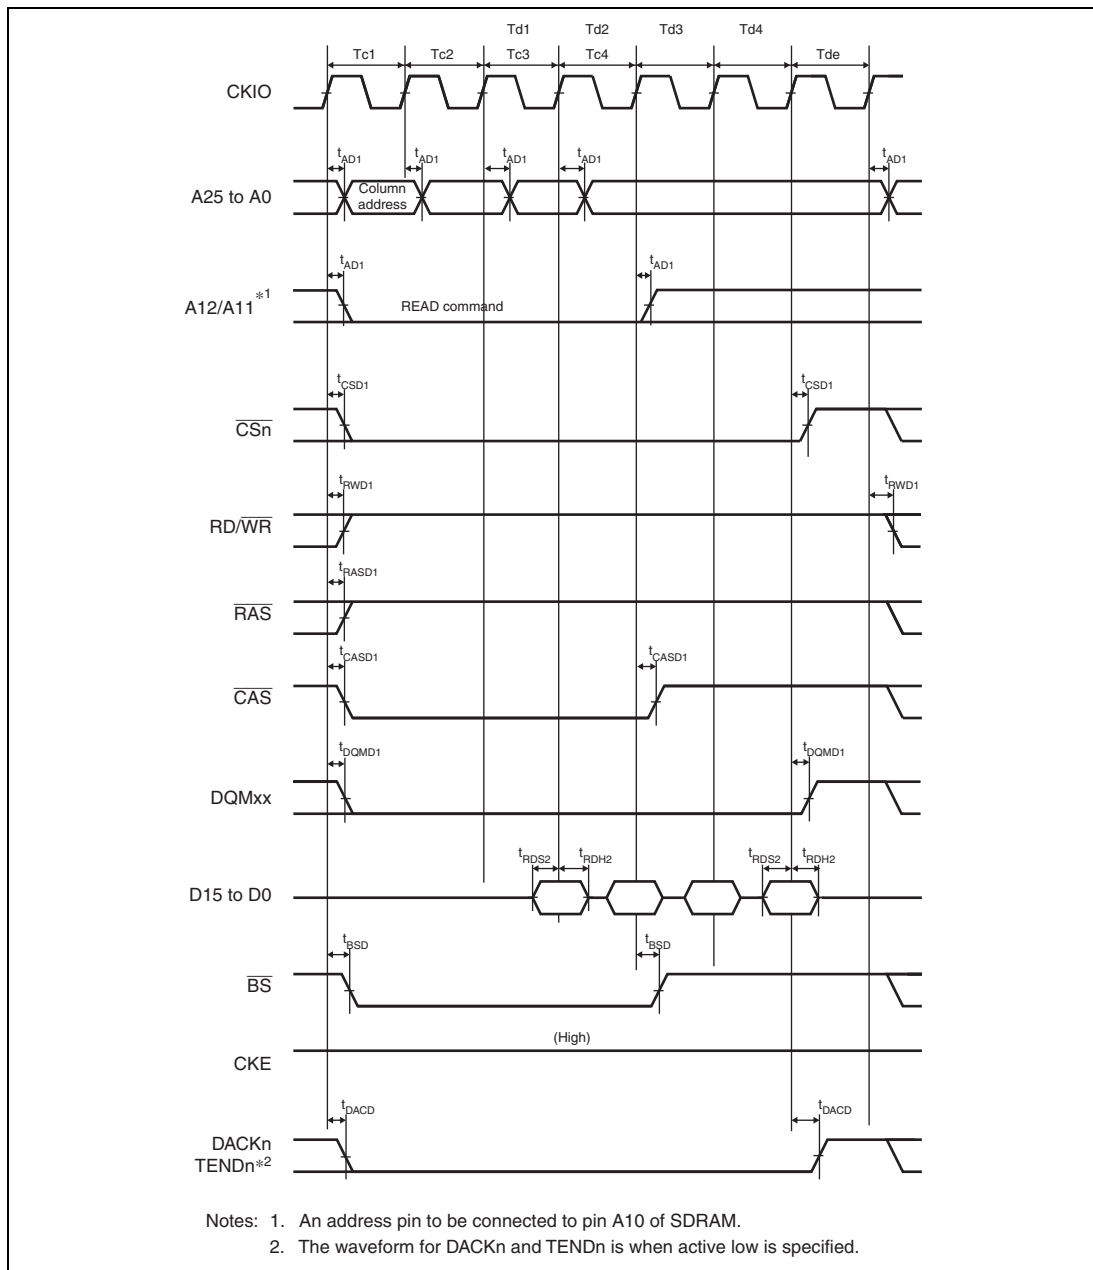 Td1 Td2 Td3 Td4
Tc1 Tc2 Tc3 Tc4 Tde
CKIO
tAD1 tAD1 tAD1 tAD1 tAD1
A25 to A0
Column
address
tAD1 tAD1
A12/A11*1
READ command
tCSD1 tCSD1
CSn
tRWD1 tRWD1
RD/WR
tRASD1
RAS
tCASD1 tCASD1
CAS
tDQMD1 tDQMD1
DQMxx
tRDS2 tRDH2 tRDS2 tRDH2
D15 to D0
tBSD tBSD
BS
(High)
CKE
tDACD tDACD
DACKn
TENDn*2
Notes: 1. An address pin to be connected to pin A10 of SDRAM.
2. The waveform for DACKn and TENDn is when active low is specified.